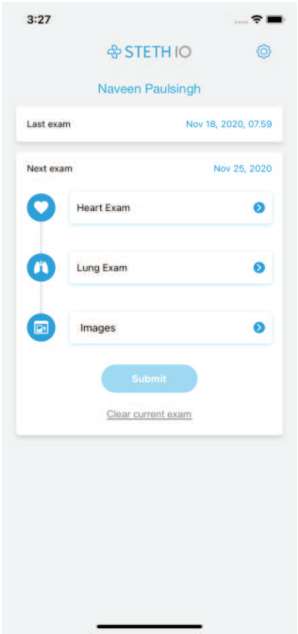 3:27
STETH IO
Naveen Paulsingh
Last exam Nov 18, 2020, 07:59
Next exam Nov 25, 2020
Heart Exam
Lung Exam
Images
Submit
Clear current exam